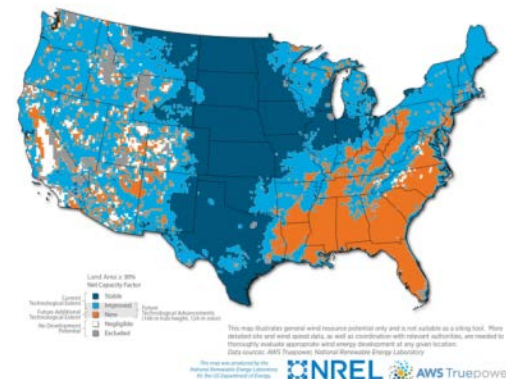 Land Area ≥ 30%
Net Capacity Factor
Current
Technological Extent
Future Additional
Technological Extent
No Development
Potential
Stable
Improved
New
Negligible
Excluded
Future
Technological Advancements
This map illustrates general wind resource potential only and is not suitable as a siting tool. More
detailed site and wind speed data, as well as coordination with relevant authorities, are needed to
thoroughly evaluate appropriate wind energy development at any given location.
Data sources: AWS Truepower, National Renewable Energy Laboratory
This map was produced by the
National Renewable Energy Laboratory
for the US Department of Energy.
NREL
AWS Truepower